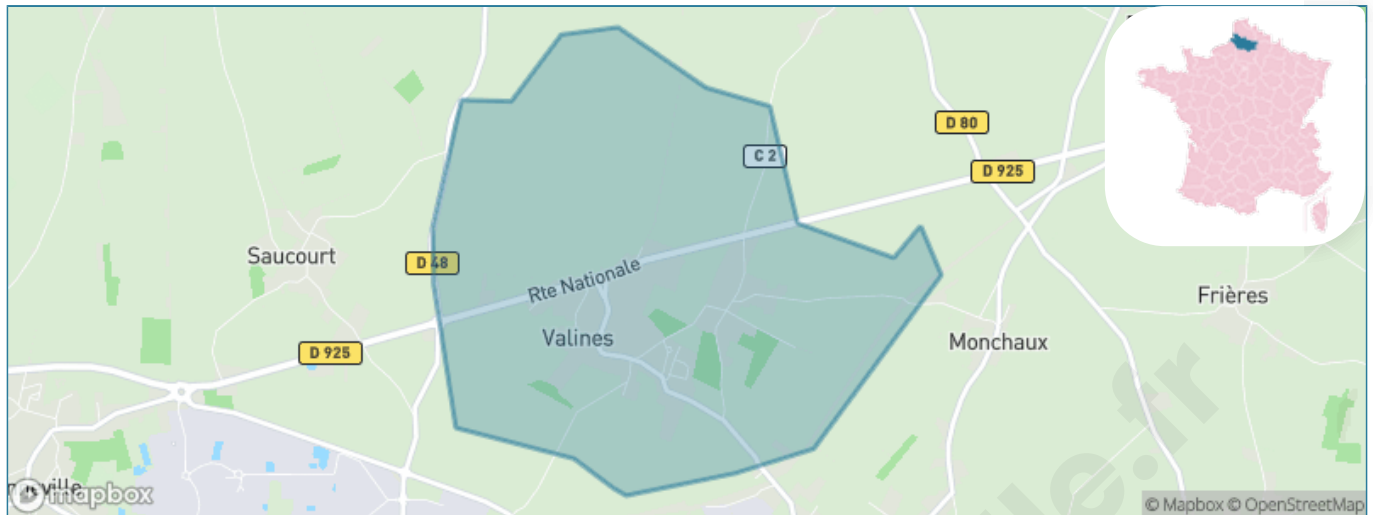 D 80
C 2
D 925
Saucourt
D 48
Rte Nationale
Frières
Valines
Monchaux
D 925
mapbox
© Mapbox © OpenStreetMap